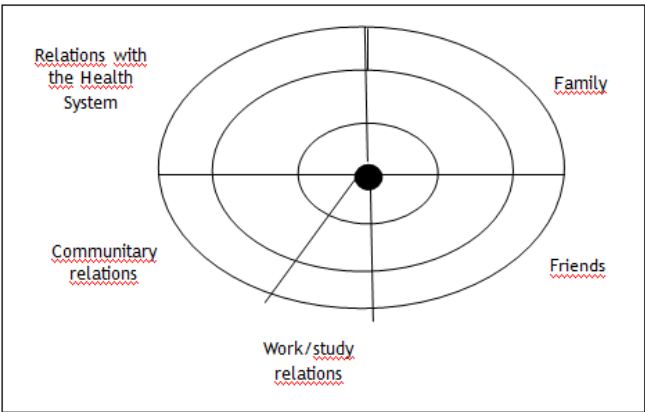 Relations with
the Health
System
Family
Communitary
relations
Friends
Work/study
relations